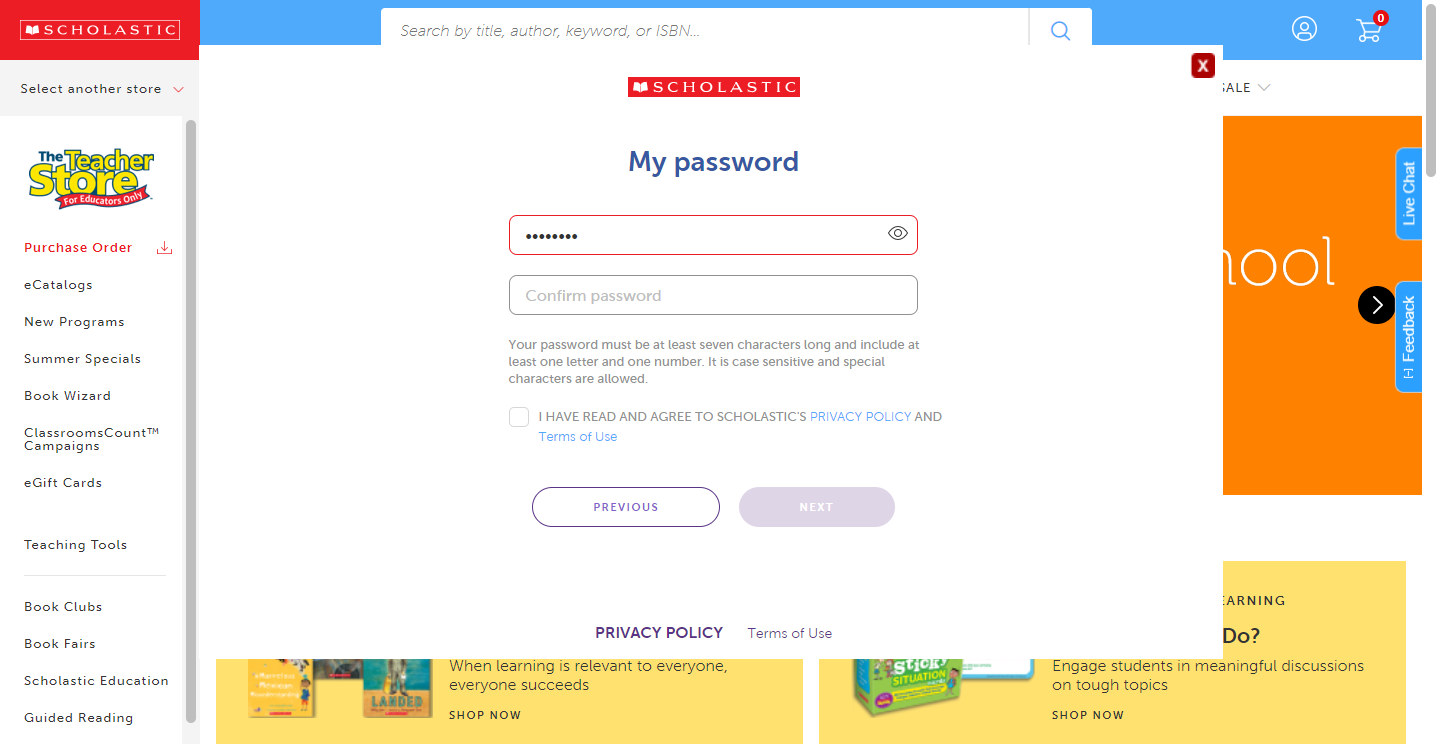 SCHOLASTIC
Search by title, author, keyword, or ISBN...
0
Select another store
SALE
X
SCHOLASTIC
My password
••••••••
Confirm password
Your password must be at least seven characters long and include at
least one letter and one number. It is case sensitive and special
characters are allowed.
I HAVE READ AND AGREE TO SCHOLASTIC'S PRIVACY POLICY AND
Terms of Use
PREVIOUS
NEXT
PRIVACY POLICY
Terms of Use
The Teacher
Store
For Educators Only
Purchase Order
eCatalogs
New Programs
Summer Specials
Book Wizard
ClassroomsCount™
Campaigns
eGift Cards
Teaching Tools
Book Clubs
Book Fairs
Scholastic Education
Guided Reading
hool
Live Chat
[-] Feedback
When learning is relevant to everyone,
everyone succeeds
SHOP NOW
LANDED
EARNING
Do?
Engage students in meaningful discussions
on tough topics
SHOP NOW
Sticky
SITUATION